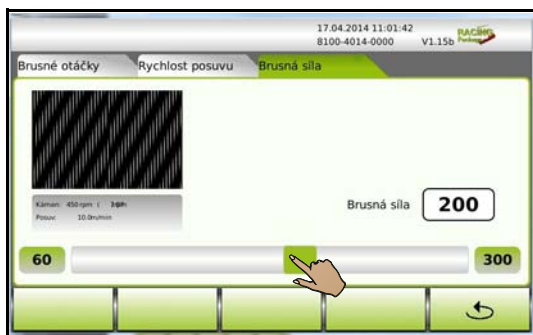 17.04.2014 11:01:42
8100-4014-0000 V1.15b
RACING
Brusné otáčky Rychlost posuvu Brusná síla
Kámen: 450 rpm (
Posuv: 10.0m/min
Brusná síla 200
60 300